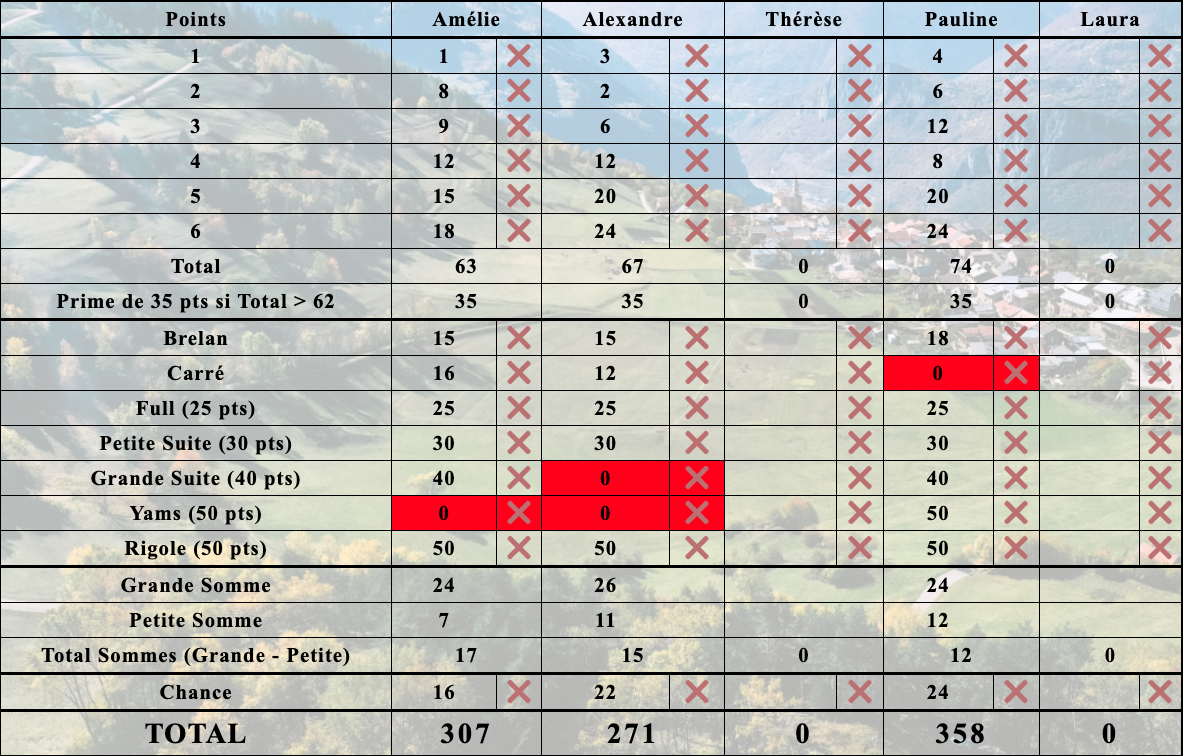 Points Amélie Alexandre Thérèse Pauline Laura
1 1 3 4
2 8 2 6
3 9 6 12
4 12 12 8
5 15 20 20
6 18 24 24
Total 63 67 0 74 0
Prime de 35 pts si Total > 62 35 35 0 35 0
Brelan 15 15 18
Carré 16 12 0
Full (25 pts) 25 25 25
Petite Suite (30 pts) 30 30 30
Grande Suite (40 pts) 40 0 40
Yams (50 pts) 0 0 50
Rigole (50 pts) 50 50 50
Grande Somme 24 26 24
Petite Somme 7 11 12
Total Sommes (Grande - Petite) 17 15 0 12 0
Chance 16 22 24
TOTAL 307 271 0 358 0